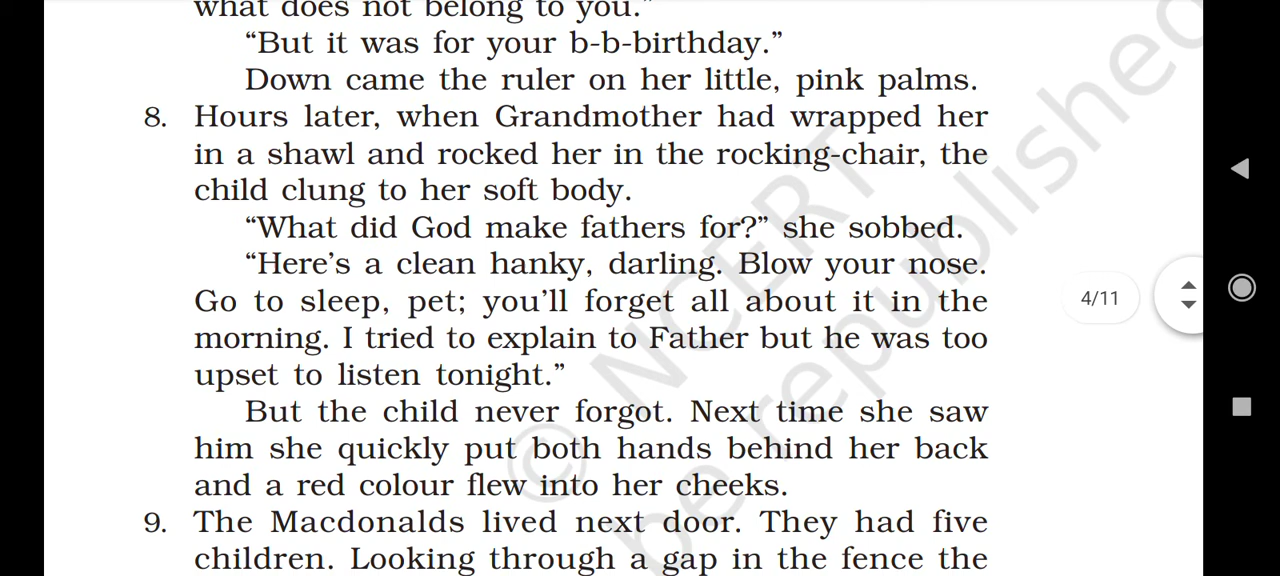 what does not belong to you.”
“But it was for your b-b-birthday.”
Down came the ruler on her little, pink palms.
8. Hours later, when Grandmother had wrapped her
in a shawl and rocked her in the rocking-chair, the
child clung to her soft body.
“What did God make fathers for?” she sobbed.
“Here’s a clean hanky, darling. Blow your nose.
Go to sleep, pet; you’ll forget all about it in the
morning. I tried to explain to Father but he was too
upset to listen tonight.”
But the child never forgot. Next time she saw
him she quickly put both hands behind her back
and a red colour flew into her cheeks.
9. The Macdonalds lived next door. They had five
children. Looking through a gap in the fence the
© NCERT
be republished
4/11